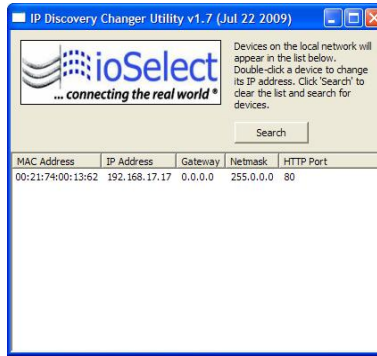 IP Discovery Changer Utility v1.7 (Jul 22 2009)
ioSelect
... connecting the real world ®
Devices on the local network will
appear in the list below.
Double-click a device to change
its IP address. Click 'Search' to
clear the list and search for
devices.
Search
MAC Address IP Address Gateway Netmask HTTP Port
00:21:74:00:13:62 192.168.17.17 0.0.0.0 255.0.0.0 80